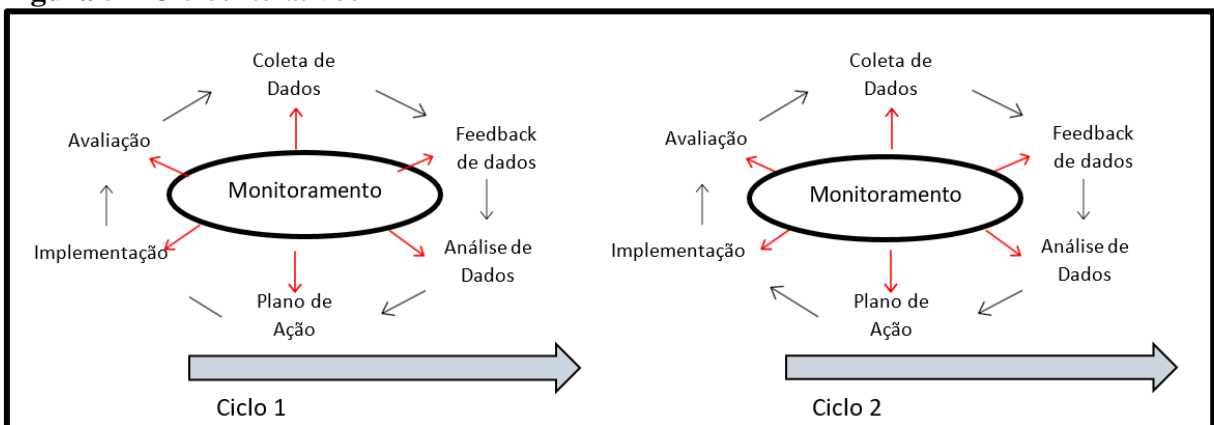 Coleta de
Dados
Avaliação
Feedback
de dados
Monitoramento
Implementação
Análise de
Dados
Plano de
Ação
Ciclo 1
Coleta de
Dados
Avaliação
Feedback
de dados
Monitoramento
Implementação
Análise de
Dados
Plano de
Ação
Ciclo 2